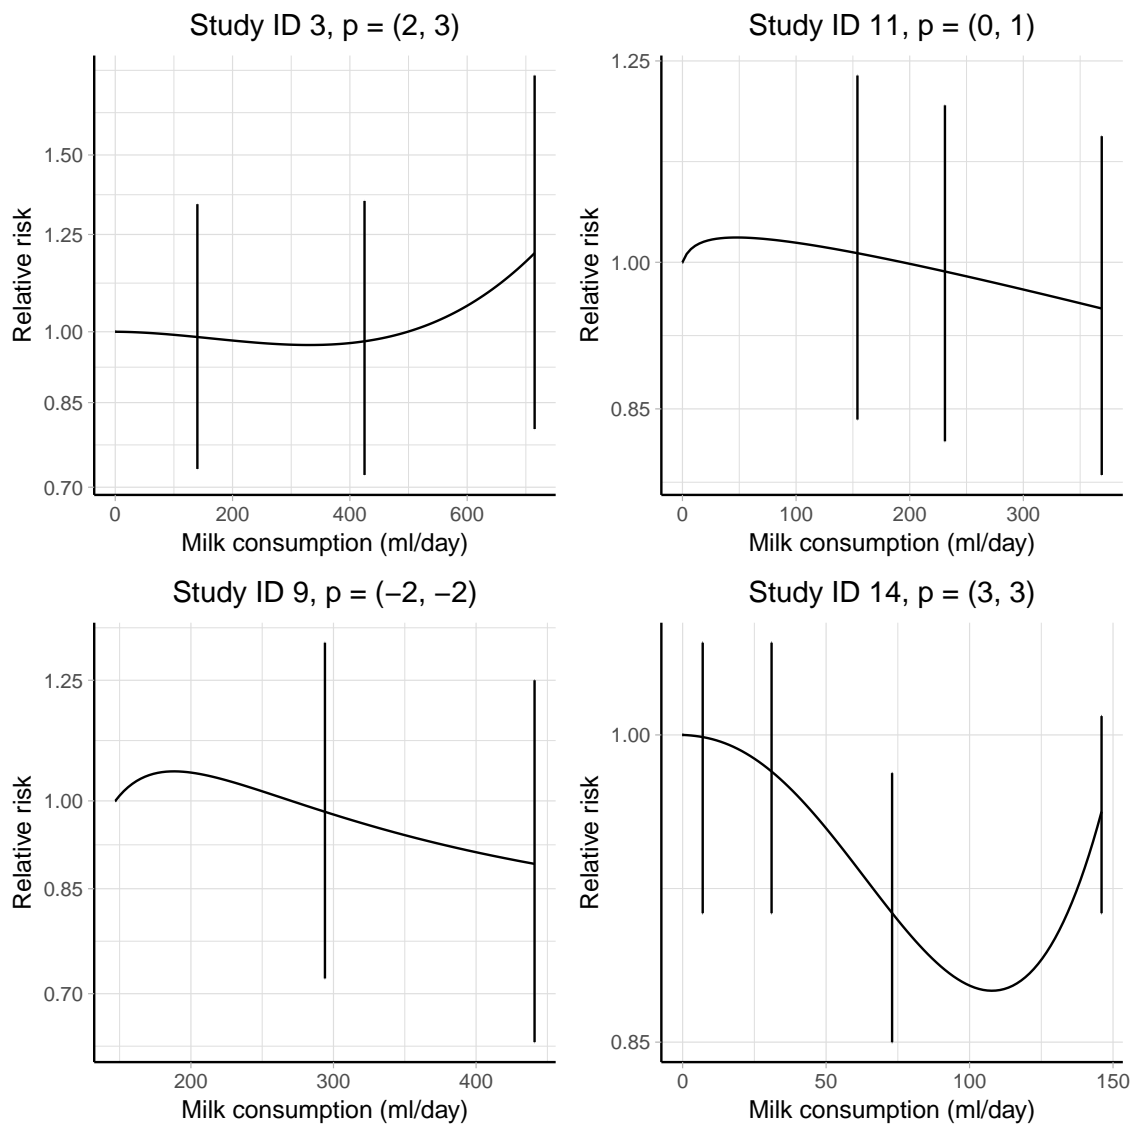 Study ID 3, p = (2, 3)
Relative risk
1.50
1.25
1.00
0.85
0.70
0 200 400 600
Milk consumption (ml/day)
Study ID 11, p = (0, 1)
Relative risk
1.25
1.00
0.85
0 100 200 300
Milk consumption (ml/day)
Study ID 9, p = (−2, −2)
Relative risk
1.25
1.00
0.85
0.70
200 300 400
Milk consumption (ml/day)
Study ID 14, p = (3, 3)
Relative risk
1.00
0.85
0 50 100 150
Milk consumption (ml/day)